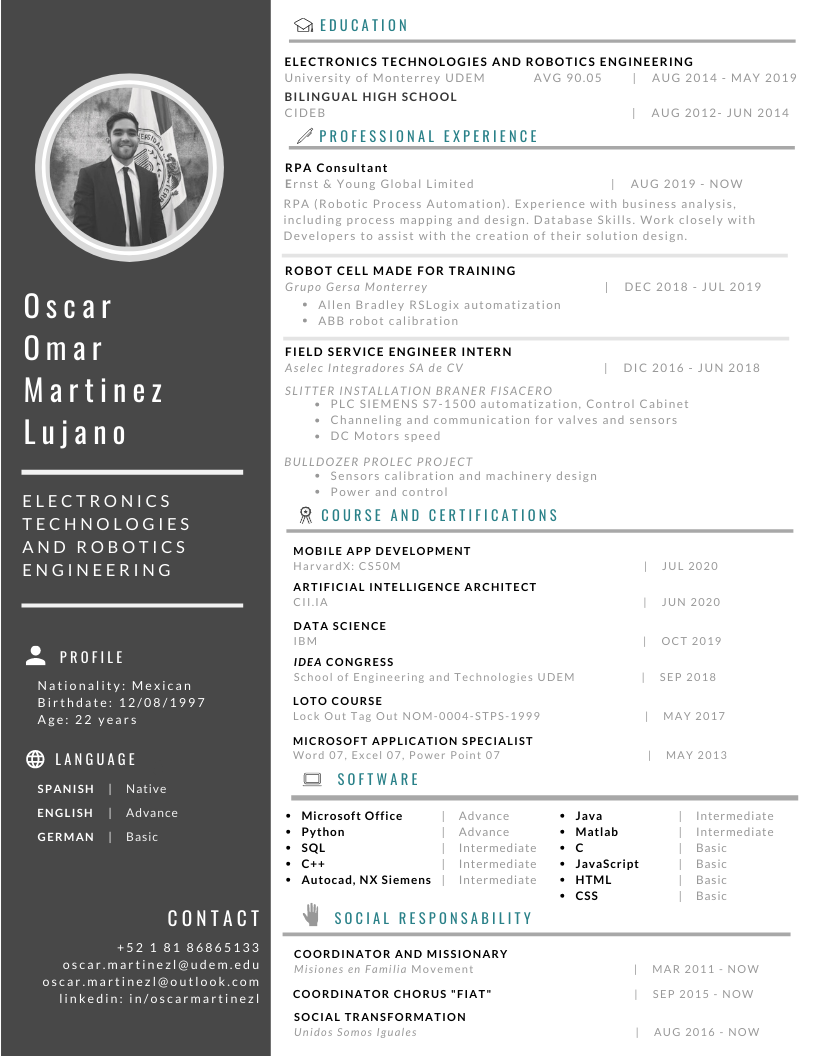 Oscar
Omar
Martinez
Lujano
ELECTRONICS
TECHNOLOGIES
AND ROBOTICS
ENGINEERING
PROFILE
Nationality: Mexican
Birthdate: 12/08/1997
Age: 22 years
LANGUAGE
SPANISH | Native
ENGLISH | Advance
GERMAN | Basic
CONTACT
+52 1 81 86865133
oscar.martinezl@udem.edu
oscar.martinezl@outlook.com
linkedin: in/oscarmartinezl
EDUCATION
ELECTRONICS TECHNOLOGIES AND ROBOTICS ENGINEERING
University of Monterrey UDEM AVG 90.05 | AUG 2014 - MAY 2019
BILINGUAL HIGH SCHOOL
CIDEB | AUG 2012- JUN 2014
PROFESSIONAL EXPERIENCE
RPA Consultant
Ernst & Young Global Limited | AUG 2019 - NOW
RPA (Robotic Process Automation). Experience with business analysis,
including process mapping and design. Database Skills. Work closely with
Developers to assist with the creation of their solution design.
ROBOT CELL MADE FOR TRAINING
Grupo Gersa Monterrey | DEC 2018 - JUL 2019
• Allen Bradley RSLogix automatization
• ABB robot calibration
FIELD SERVICE ENGINEER INTERN
Aselec Integradores SA de CV | DIC 2016 - JUN 2018
SLITTER INSTALLATION BRANER FISACERO
• PLC SIEMENS S7-1500 automatization, Control Cabinet
• Channeling and communication for valves and sensors
• DC Motors speed
BULLDOZER PROLEC PROJECT
• Sensors calibration and machinery design
• Power and control
COURSE AND CERTIFICATIONS
MOBILE APP DEVELOPMENT
HarvardX: CS50M | JUL 2020
ARTIFICIAL INTELLIGENCE ARCHITECT
CII.IA | JUN 2020
DATA SCIENCE
IBM | OCT 2019
IDEA CONGRESS
School of Engineering and Technologies UDEM | SEP 2018
LOTO COURSE
Lock Out Tag Out NOM-0004-STPS-1999 | MAY 2017
MICROSOFT APPLICATION SPECIALIST
Word 07, Excel 07, Power Point 07 | MAY 2013
SOFTWARE
• Microsoft Office | Advance
• Python | Advance
• SQL | Intermediate
• C++ | Intermediate
• Autocad, NX Siemens | Intermediate
• Java | Intermediate
• Matlab | Intermediate
• C | Basic
• JavaScript | Basic
• HTML | Basic
• CSS | Basic
SOCIAL RESPONSABILITY
COORDINATOR AND MISSIONARY
Misiones en Familia Movement | MAR 2011 - NOW
COORDINATOR CHORUS "FIAT" | SEP 2015 - NOW
SOCIAL TRANSFORMATION
Unidos Somos Iguales | AUG 2016 - NOW